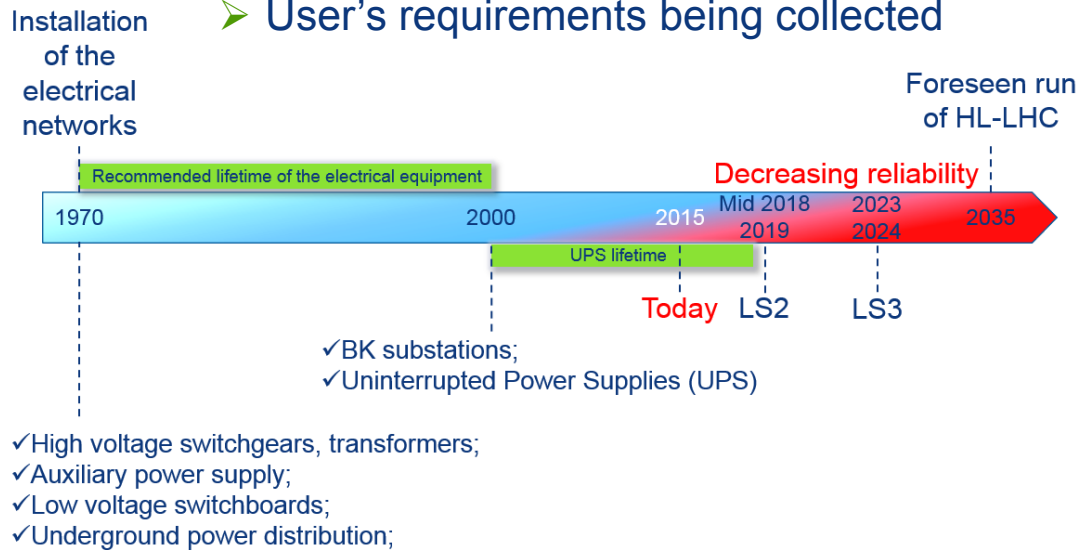 ➢ User's requirements being collected
Installation
of the
electrical
networks
Foreseen run
of HL-LHC
Recommended lifetime of the electrical equipment
Decreasing reliability
1970
2000
2015
Mid 2018
2019
2023
2024
2035
UPS lifetime
Today
LS2
LS3
✓BK substations;
✓Uninterrupted Power Supplies (UPS)
✓High voltage switchgears, transformers;
✓Auxiliary power supply;
✓Low voltage switchboards;
✓Underground power distribution;